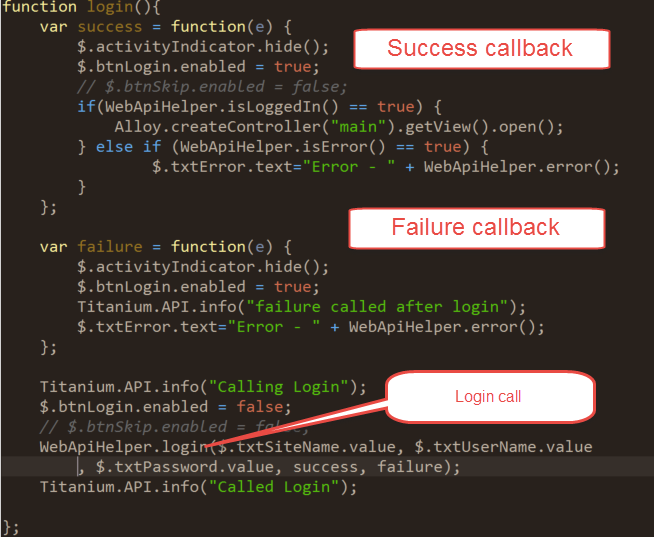 function login(){
    var success = function(e) {
        $.activityIndicator.hide();
        $.btnLogin.enabled = true;
        // $.btnSkip.enabled = false;
        if(WebApiHelper.isLoggedIn() == true) {
            Alloy.createController("main").getView().open();
        } else if (WebApiHelper.isError() == true) {
                $.txtError.text="Error - " + WebApiHelper.error();
        }
    };
Success callback
    var failure = function(e) {
        $.activityIndicator.hide();
        $.btnLogin.enabled = true;
        Titanium.API.info("failure called after login");
        $.txtError.text="Error - " + WebApiHelper.error();
    };
Failure callback
    Titanium.API.info("Calling Login");
    $.btnLogin.enabled = false;
    // $.btnSkip.enabled = false;
    WebApiHelper.login($.txtSiteName.value, $.txtUserName.value
        , $.txtPassword.value, success, failure);
    Titanium.API.info("Called Login");
Login call
};